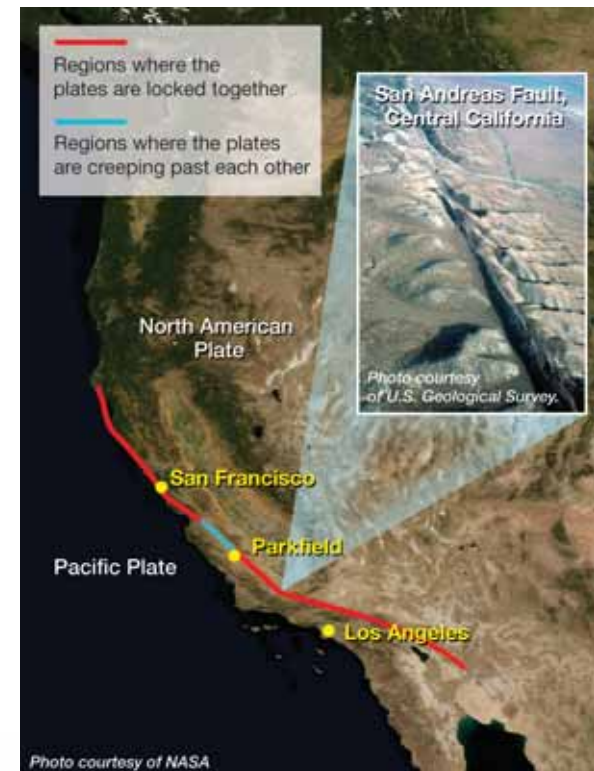 Regions where the
plates are locked together
Regions where the plates
are creeping past each other
San Andreas Fault,
Central California
Photo courtesy
of U.S. Geological Survey.
North American
Plate
San Francisco
Parkfield
Pacific Plate
Los Angeles
Photo courtesy of NASA